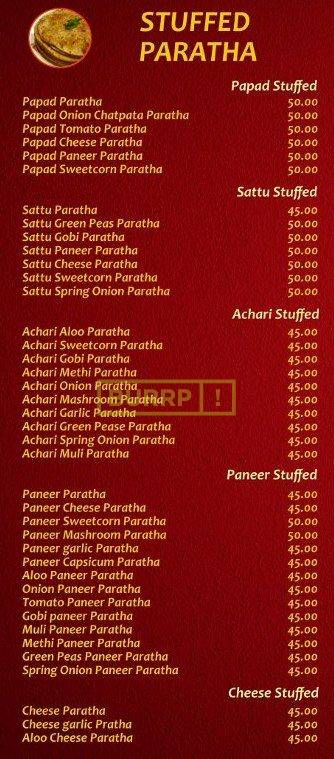 STUFFED
PARATHA
Papad Stuffed
Papad Paratha 50.00
Papad Onion Chatpata Paratha 50.00
Papad Tomato Paratha 50.00
Papad Cheese Paratha 50.00
Papad Paneer Paratha 50.00
Papad Sweetcorn Paratha 50.00
Sattu Stuffed
Sattu Paratha 45.00
Sattu Green Peas Paratha 50.00
Sattu Gobi Paratha 50.00
Sattu Paneer Paratha 50.00
Sattu Cheese Paratha 50.00
Sattu Sweetcorn Paratha 50.00
Sattu Spring Onion Paratha 50.00
Achari Stuffed
Achari Aloo Paratha 45.00
Achari Sweetcorn Paratha 45.00
Achari Gobi Paratha 45.00
Achari Methi Paratha 45.00
Achari Onion Paratha 45.00
Achari Mashroom Paratha 45.00
Achari Garlic Paratha 45.00
Achari Green Pease Paratha 45.00
Achari Spring Onion Paratha 45.00
Achari Muli Paratha 45.00
BURRP!
Paneer Stuffed
Paneer Paratha 45.00
Paneer Cheese Paratha 45.00
Paneer Sweetcorn Paratha 50.00
Paneer Mashroom Paratha 50.00
Paneer garlic Paratha 45.00
Paneer Capsicum Paratha 45.00
Aloo Paneer Paratha 45.00
Onion Paneer Paratha 45.00
Tomato Paneer Paratha 45.00
Gobi paneer Paratha 45.00
Muli Paneer Paratha 45.00
Methi Paneer Paratha 45.00
Green Peas Paneer Paratha 45.00
Spring Onion Paneer Paratha 45.00
Cheese Stuffed
Cheese Paratha 45.00
Cheese garlic Pratha 45.00
Aloo Cheese Paratha 45.00